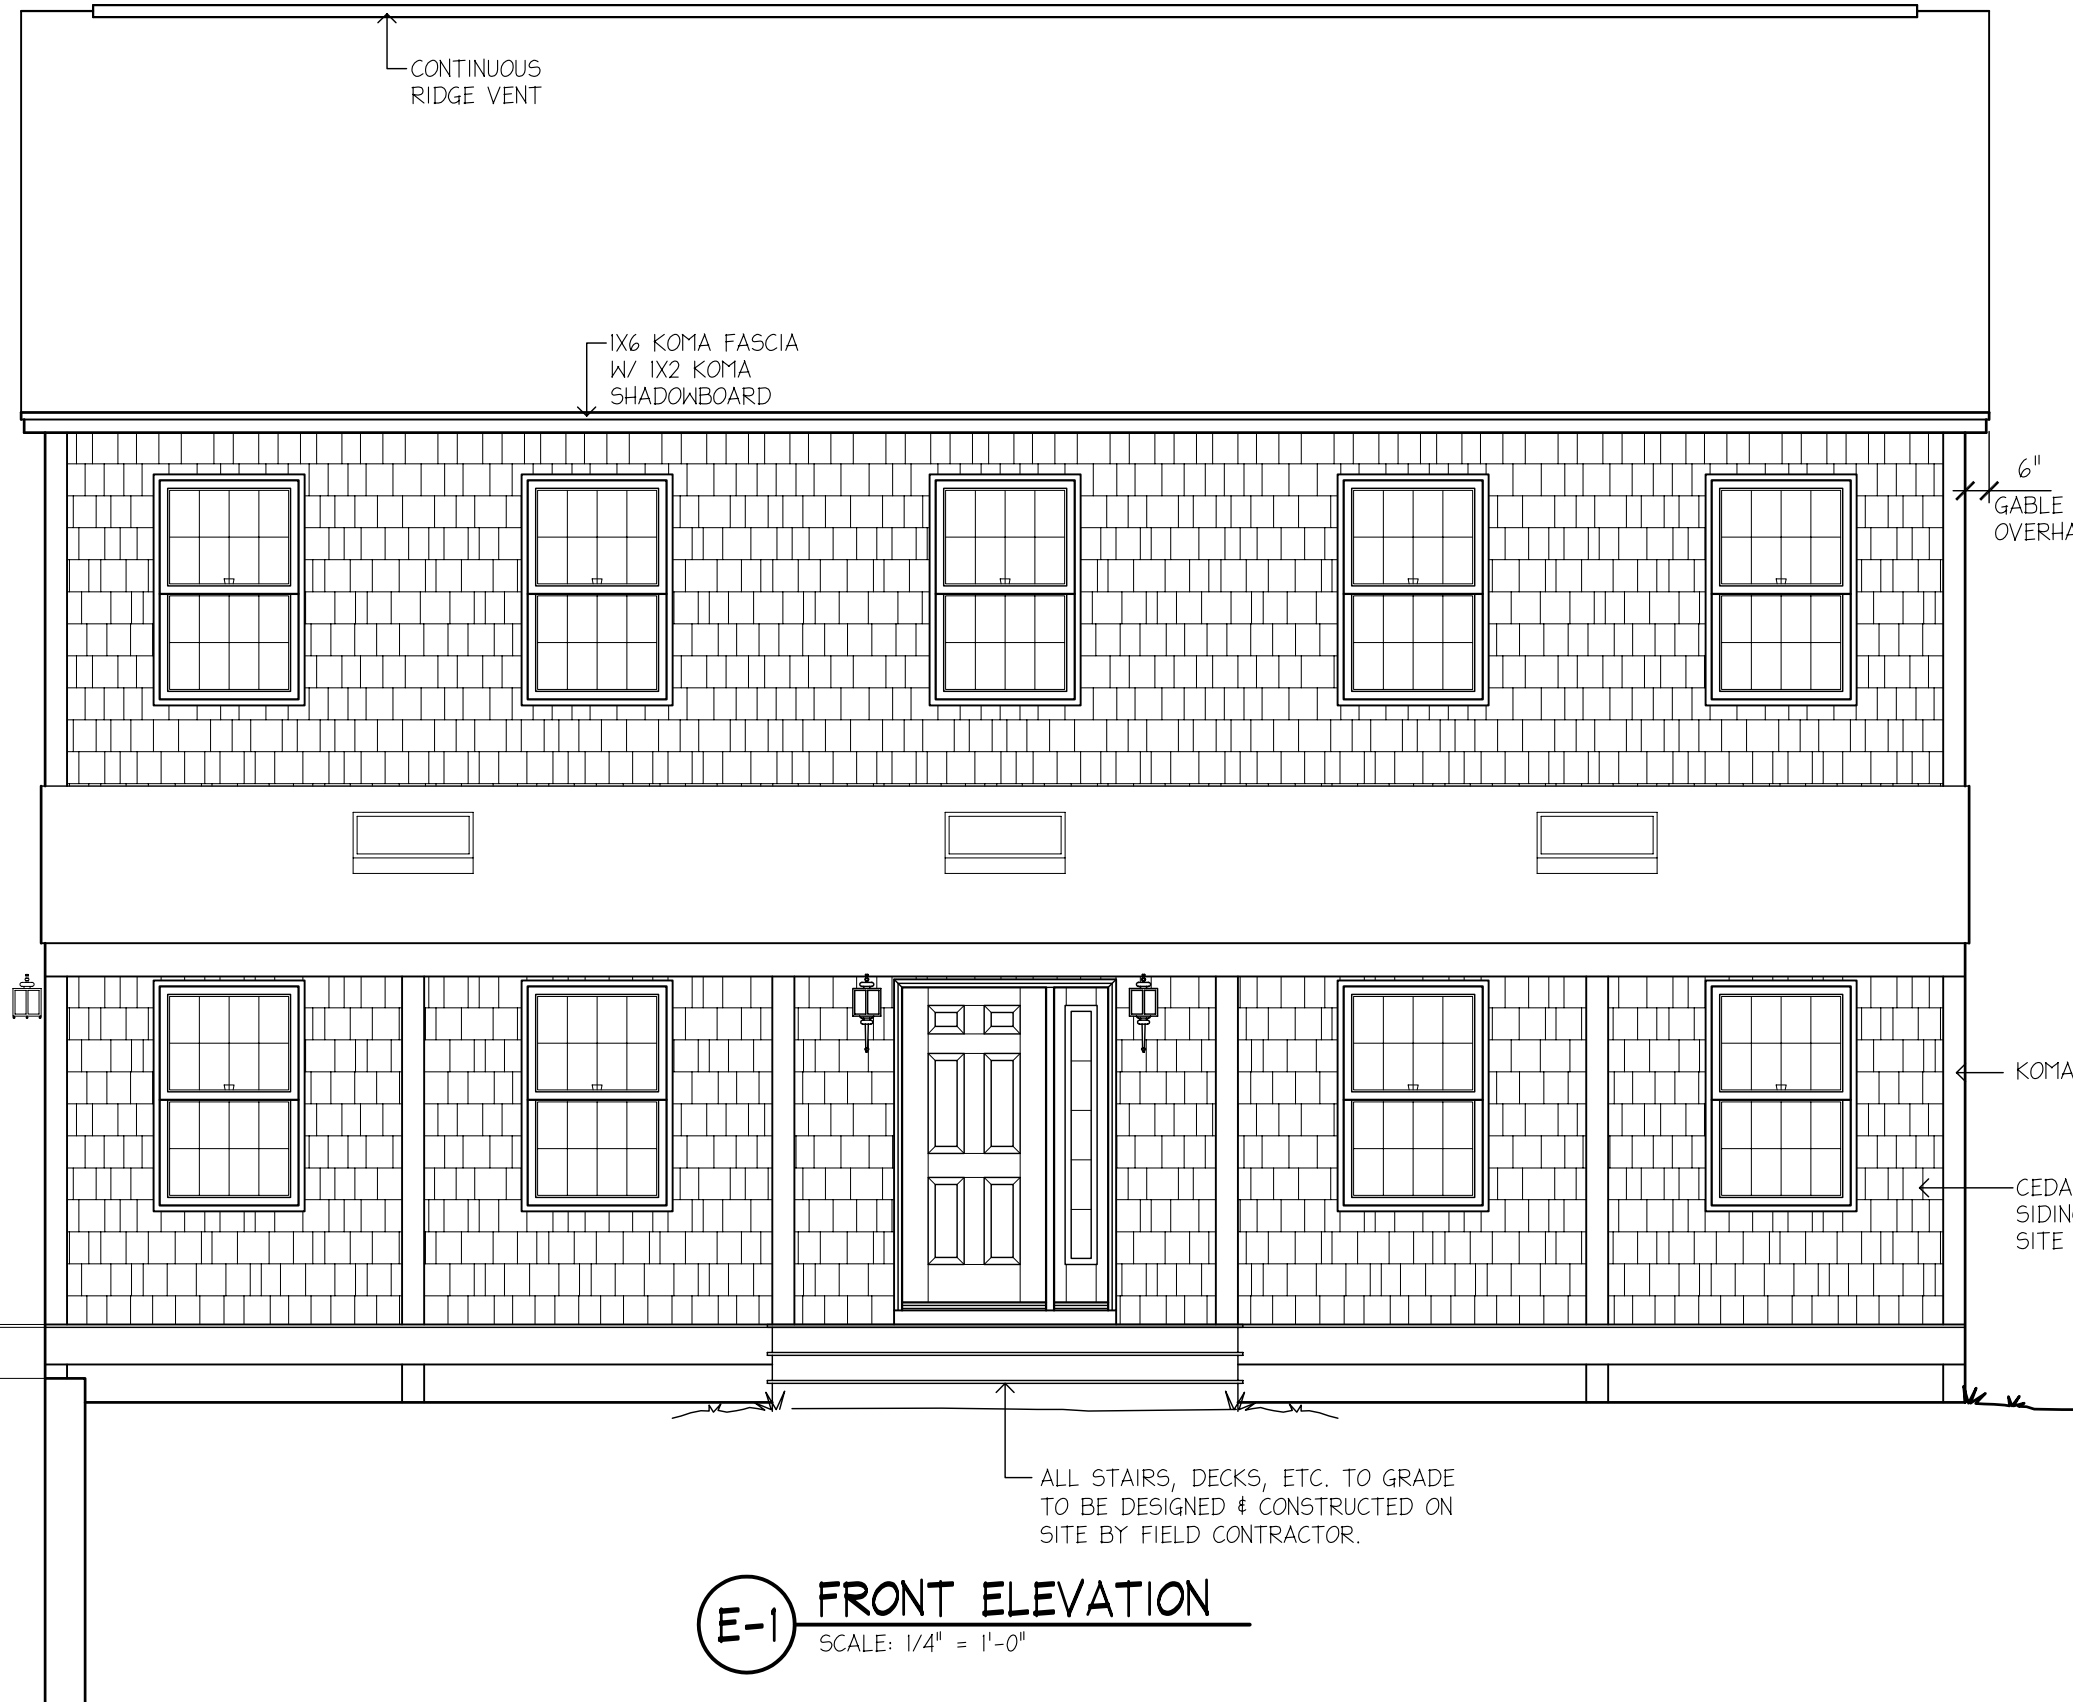 CONTINUOUS
RIDGE VENT
1X6 KOMA FASCIA
W/ 1X2 KOMA
SHADOWBOARD
6"
GABLE
KOMA
SITE
ALL STAIRS, DECKS, ETC. TO GRADE
TO BE DESIGNED & CONSTRUCTED ON
SITE BY FIELD CONTRACTOR.
E-1
FRONT ELEVATION
SCALE: 1/4" = 1'-0"